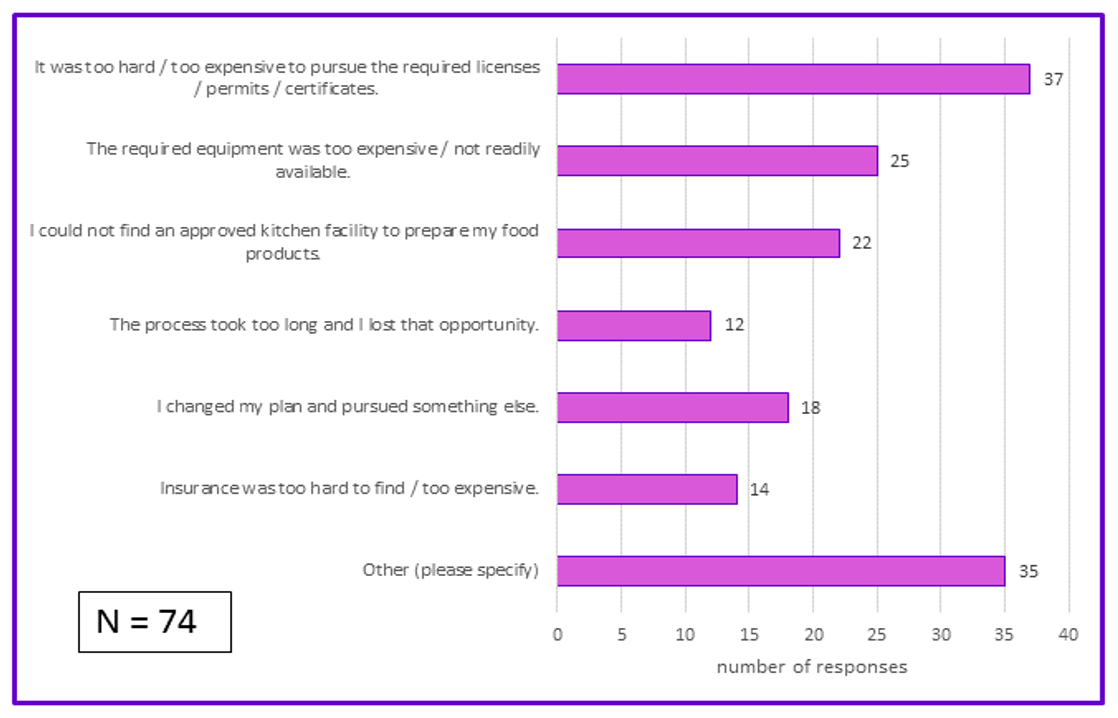 It was too hard / too expensive to pursue the required licenses
/ permits / certificates.
37
The required equipment was too expensive / not readily
available.
25
I could not find an approved kitchen facility to prepare my food
products.
22
The process took too long and I lost that opportunity.
12
I changed my plan and pursued something else.
18
Insurance was too hard to find / too expensive.
14
Other (please specify)
35
N = 74
0 5 10 15 20 25 30 35 40
number of responses